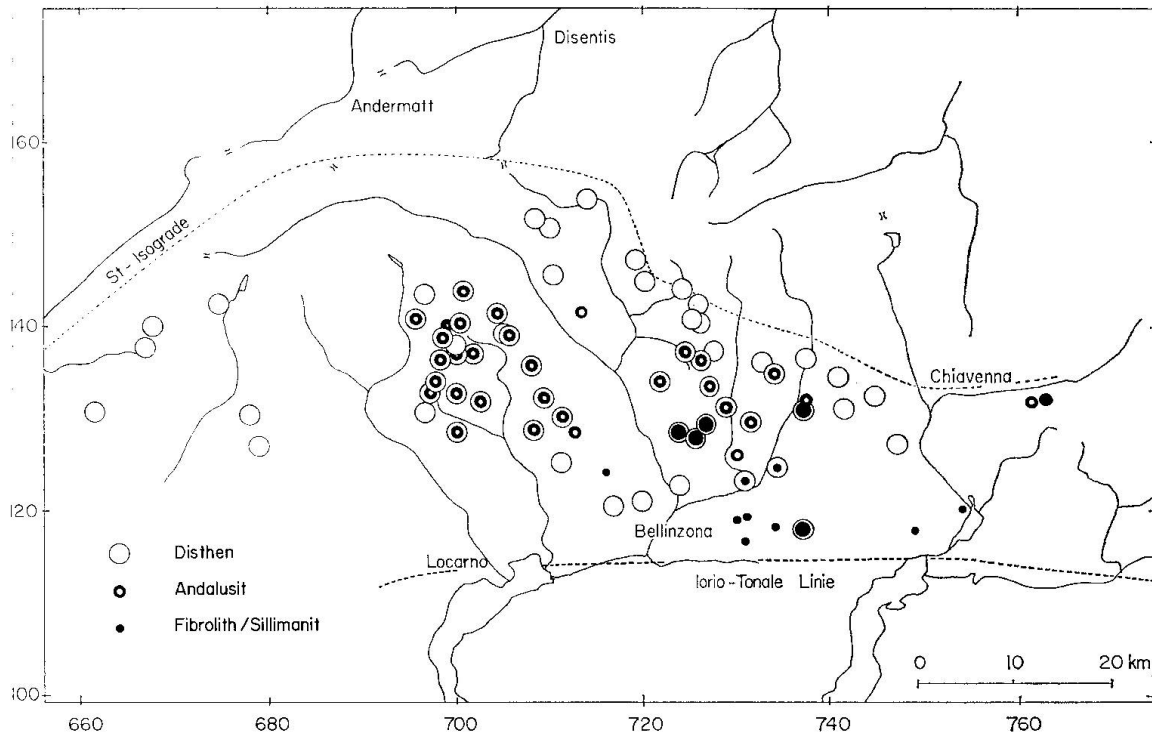 Disentis
Andermatt
160
St-Isograde
140
Chiavenna
120
Bellinzona
Disthen
Locarno
Iorio-Tonale Linie
Andalusit
Fibrolith/Sillimanit
0 10 20 km
100
660 680 700 720 740 760